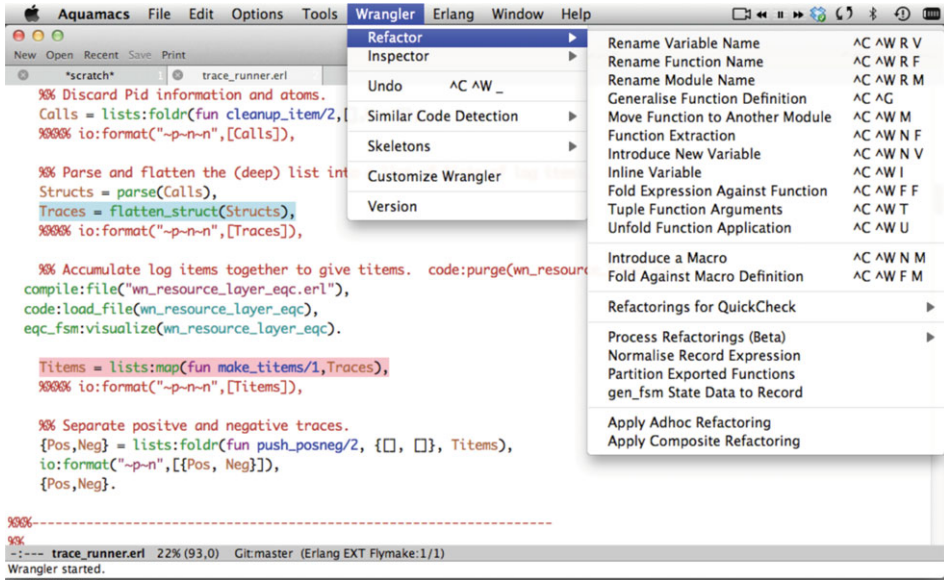 Aquamacs File Edit Options Tools Wrangler Erlang Window Help
New Open Recent Save Print
*scratch* 1 trace_runner.erl 2
%% Discard Pid information and atoms.
Calls = lists:foldr(fun cleanup_item/2,[
%%%% io:format("~p~n~n",[Calls]),
%% Parse and flatten the (deep) list int
Structs = parse(Calls),
Traces = flatten_struct(Structs),
%%%% io:format("~p~n~n",[Traces]),
%% Accumulate log items together to give titems. code:purge(wn_resourc
compile:file("wn_resource_layer_eqc.erl"),
code:load_file(wn_resource_layer_eqc),
eqc_fsm:visualize(wn_resource_layer_eqc).
Titems = lists:map(fun make_titems/1,Traces),
%%%% io:format("~p~n~n",[Titems]),
%% Separate positve and negative traces.
{Pos,Neg} = lists:foldr(fun push_posneg/2, {[], []}, Titems),
io:format("~p~n",[{Pos, Neg}]),
{Pos,Neg}.
%%%------------------------------------------------------------------
%%
-:--- trace_runner.erl 22% (93,0) Git:master (Erlang EXT Flymake:1/1)
Wrangler started.
Refactor
Inspector
Undo ^C ^W _
Similar Code Detection
Skeletons
Customize Wrangler
Version
Rename Variable Name ^C ^W R V
Rename Function Name ^C ^W R F
Rename Module Name ^C ^W R M
Generalise Function Definition ^C ^G
Move Function to Another Module ^C ^W M
Function Extraction ^C ^W N F
Introduce New Variable ^C ^W N V
Inline Variable ^C ^W I
Fold Expression Against Function ^C ^W F F
Tuple Function Arguments ^C ^W T
Unfold Function Application ^C ^W U
Introduce a Macro ^C ^W N M
Fold Against Macro Definition ^C ^W F M
Refactorings for QuickCheck
Process Refactorings (Beta)
Normalise Record Expression
Partition Exported Functions
gen_fsm State Data to Record
Apply Adhoc Refactoring
Apply Composite Refactoring